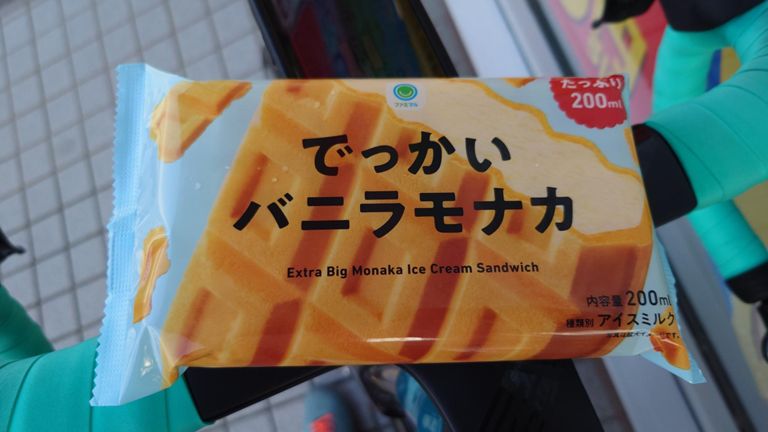 ファミマル
たっぷり
200ml
でっかい
バニラモナカ
Extra Big Monaka Ice Cream Sandwich
内容量 200ml
種類別 アイスミルク